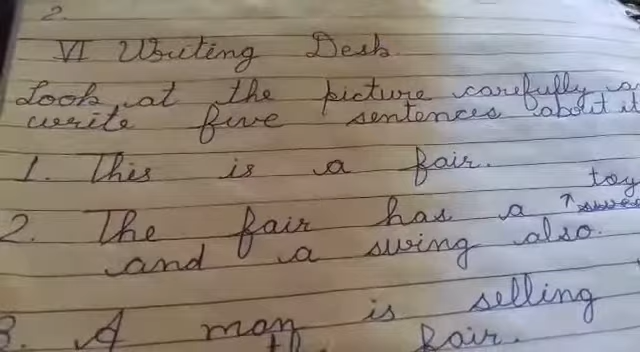 2.
VI Writing Desk
Look at the picture carefully a
write five sentences about it
1. This is a fair.
2. The fair has a toy
and a swing also.
3. A man is selling
fair.